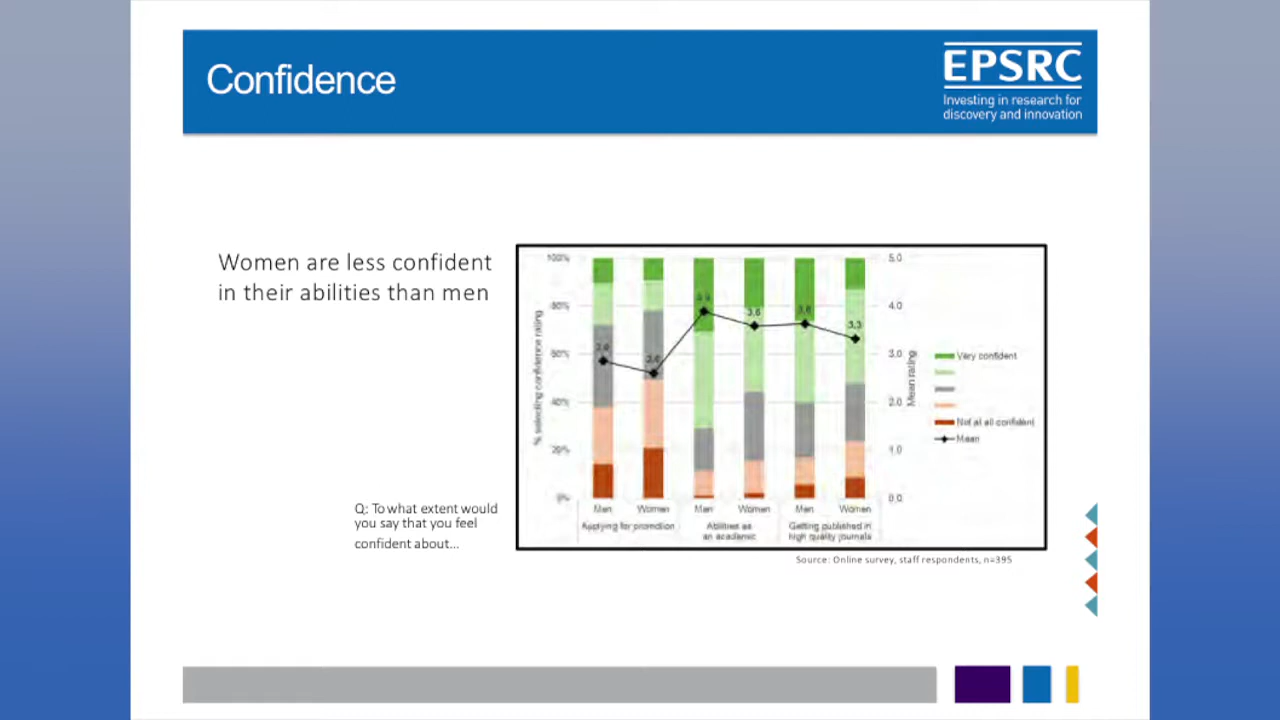 Confidence
EPSRC
Investing in research for
discovery and innovation
Women are less confident
in their abilities than men
Q: To what extent would
you say that you feel
confident about...
% selecting confidence rating
100%
80%
60%
40%
20%
0%
3.6
3.6
3.3
5.0
4.0
3.0
2.0
1.0
0.0
Mean rating
Very confident
Not at all confident
Mean
Men Women Men Women Men Women
Applying for promotion
Abilities as
an academic
Getting published in
high quality journals
Source: Online survey, staff respondents, n=395